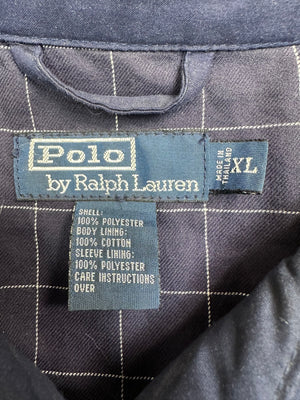 Polo
by Ralph Lauren
MADE IN
THAILAND
XL
SHELL:
100% POLYESTER
BODY LINING:
100% COTTON
SLEEVE LINING:
100% POLYESTER
CARE INSTRUCTIONS
OVER